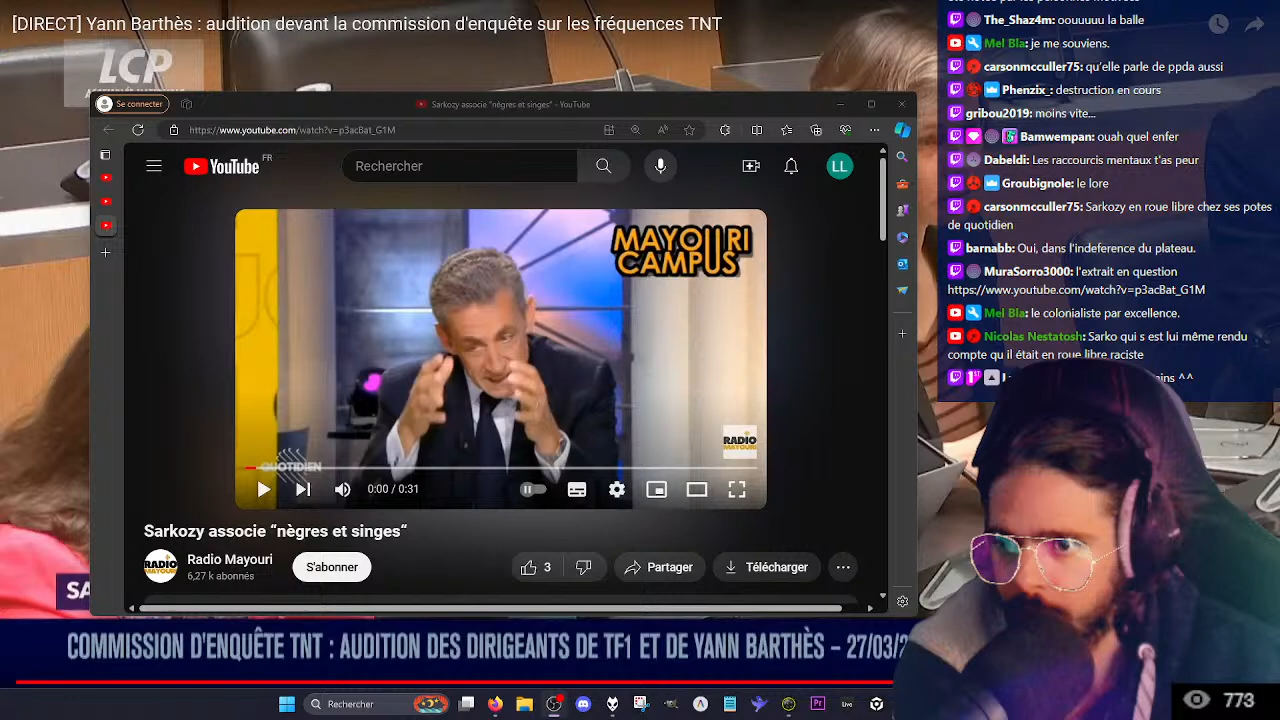 [DIRECT] Yann Barthès : audition devant la commission d'enquête sur les fréquences TNT
LCP
Se connecter
Sarkozy associe “nègres et singes“ - YouTube
https://www.youtube.com/watch?v=p3acBat_G1M
YouTube FR
Rechercher
LL
MAYOURI
CAMPUS
RADIO
MAYOURI
QUOTIDIEN
0:00 / 0:31
Sarkozy associe “nègres et singes“
RADIO
Radio Mayouri
6,27 k abonnés
S'abonner
3
Partager
Télécharger
SA
COMMISSION D'ENQUÊTE TNT : AUDITION DES DIRIGEANTS DE TF1 ET DE YANN BARTHÈS – 27/03/2
Rechercher
Pr
Live
The_Shaz4m: oouuuuu la balle
Mel Bla: je me souviens.
carsonmcculler75: qu’elle parle de ppda aussi
Phenzix_: destruction en cours
gribou2019: moins vite...
Bamwempan: ouah quel enfer
Dabeldi: Les raccourcis mentaux t'as peur
Groubignole: le lore
carsonmcculler75: Sarkozy en roue libre chez ses potes
de quotidien
barnabb: Oui, dans l'indeference du plateau.
MuraSorro3000: l'extrait en question
https://www.youtube.com/watch?v=p3acBat_G1M
Mel Bla: le colonialiste par excellence.
Nicolas Nestatosh: Sarko qui s est lui même rendu
compte qu il était en roue libre raciste
^^
773